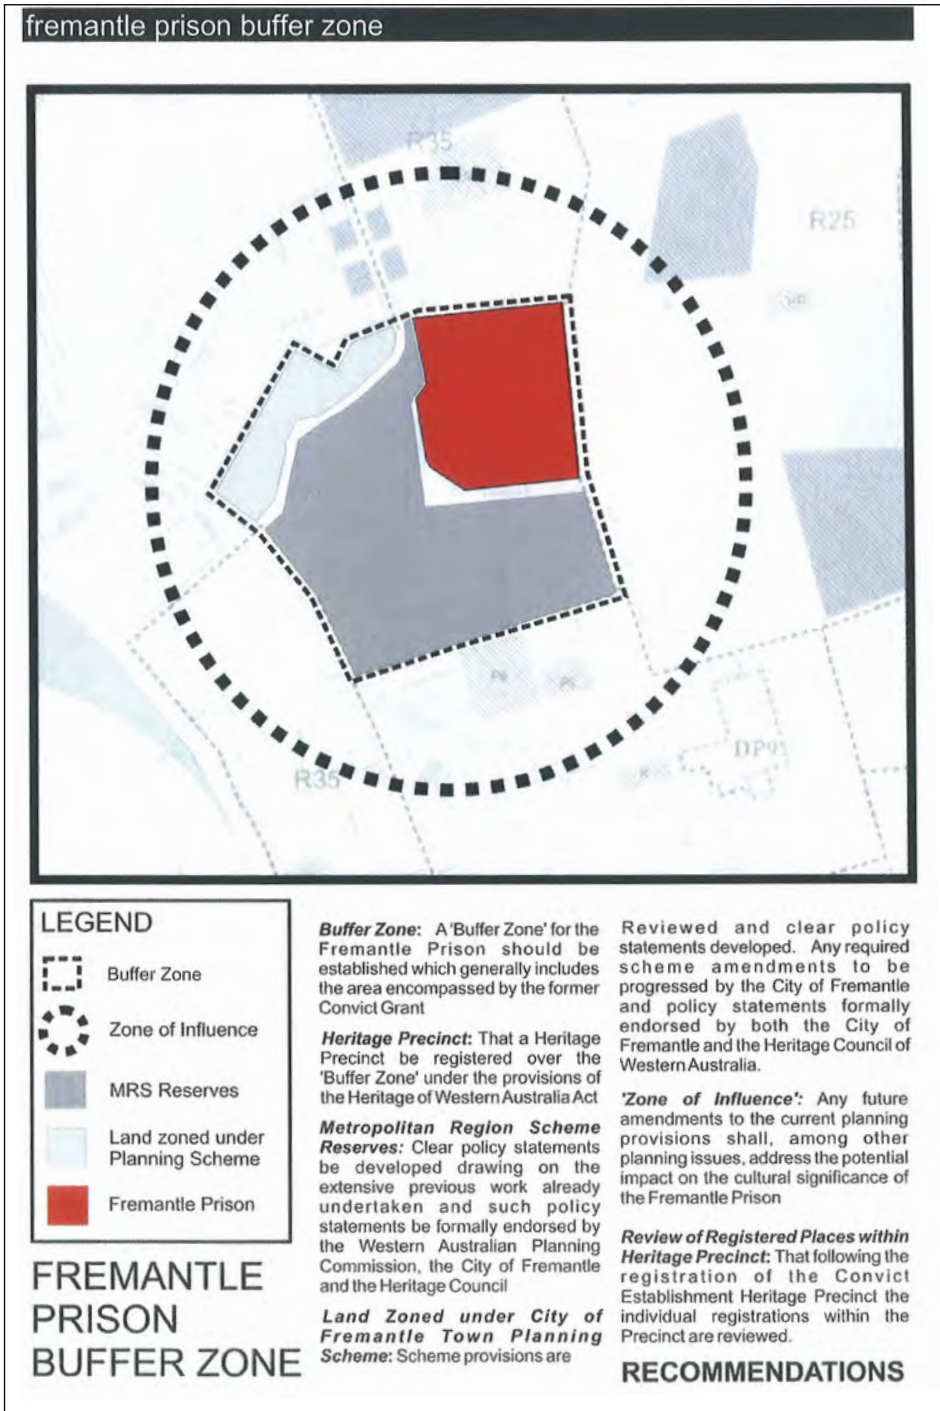 fremantle prison buffer zone
R35
R25
R35
DP9
LEGEND
Buffer Zone
Zone of Influence
MRS Reserves
Land zoned under
Planning Scheme
Fremantle Prison
FREMANTLE
PRISON
BUFFER ZONE
Buffer Zone: A 'Buffer Zone' for the
Fremantle Prison should be
established which generally includes
the area encompassed by the former
Convict Grant
Heritage Precinct: That a Heritage
Precinct be registered over the
'Buffer Zone' under the provisions of
the Heritage of Western Australia Act
Metropolitan Region Scheme
Reserves: Clear policy statements
be developed drawing on the
extensive previous work already
undertaken and such policy
statements be formally endorsed by
the Western Australian Planning
Commission, the City of Fremantle
and the Heritage Council
Land Zoned under City of
Fremantle Town Planning
Scheme: Scheme provisions are
Reviewed and clear policy
statements developed. Any required
scheme amendments to be
progressed by the City of Fremantle
and policy statements formally
endorsed by both the City of
Fremantle and the Heritage Council of
Western Australia.
'Zone of Influence': Any future
amendments to the current planning
provisions shall, among other
planning issues, address the potential
impact on the cultural significance of
the Fremantle Prison
Review of Registered Places within
Heritage Precinct: That following the
registration of the Convict
Establishment Heritage Precinct the
individual registrations within the
Precinct are reviewed.
RECOMMENDATIONS